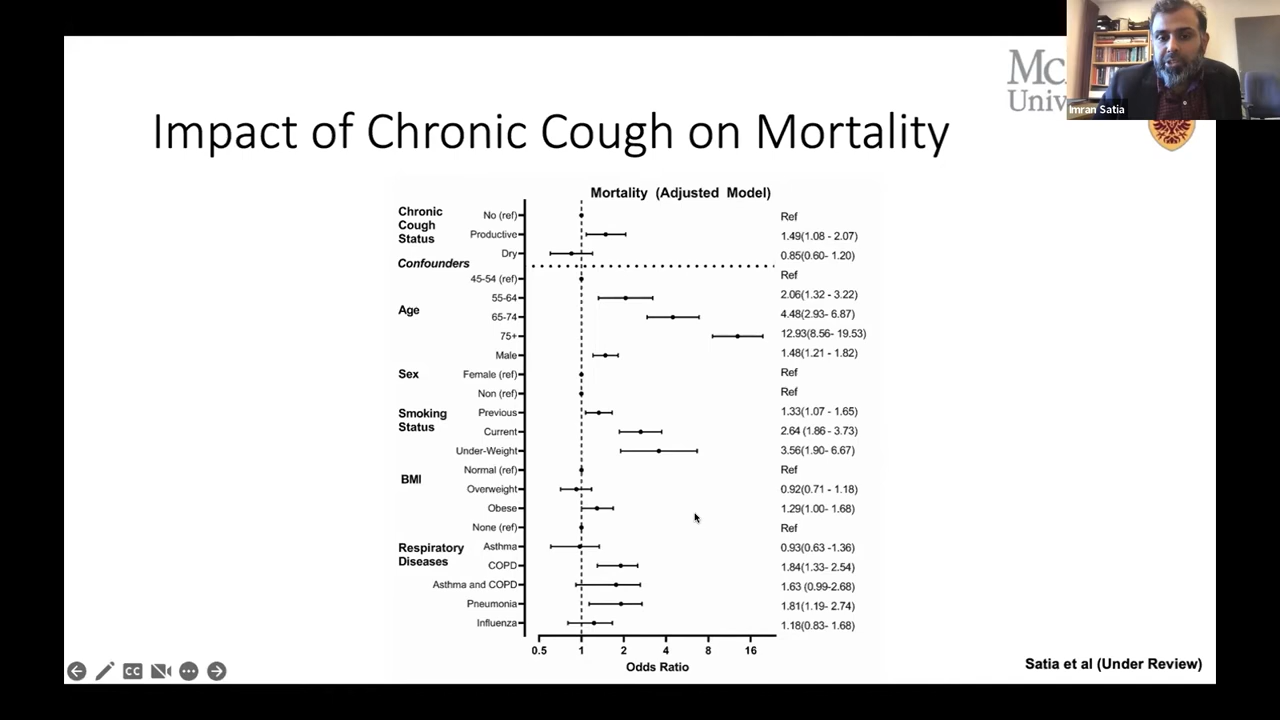 Imran Satia
Impact of Chronic Cough on Mortality
Mortality (Adjusted Model)
Chronic
Cough
Status
No (ref) Ref
Productive 1.49(1.08 - 2.07)
Dry 0.85(0.60- 1.20)
Confounders
Age
45-54 (ref) Ref
55-64 2.06(1.32 - 3.22)
65-74 4.48(2.93- 6.87)
75+ 12.93(8.56- 19.53)
Male 1.48(1.21 - 1.82)
Sex Female (ref) Ref
Non (ref) Ref
Smoking
Status
Previous 1.33(1.07 - 1.65)
Current 2.64 (1.86 - 3.73)
Under-Weight 3.56(1.90- 6.67)
BMI
Normal (ref) Ref
Overweight 0.92(0.71 - 1.18)
Obese 1.29(1.00- 1.68)
None (ref) Ref
Respiratory
Diseases
Asthma 0.93(0.63 -1.36)
COPD 1.84(1.33- 2.54)
Asthma and COPD 1.63 (0.99-2.68)
Pneumonia 1.81(1.19- 2.74)
Influenza 1.18(0.83- 1.68)
0.5 1 2 4 8 16
Odds Ratio
Satia et al (Under Review)
CC